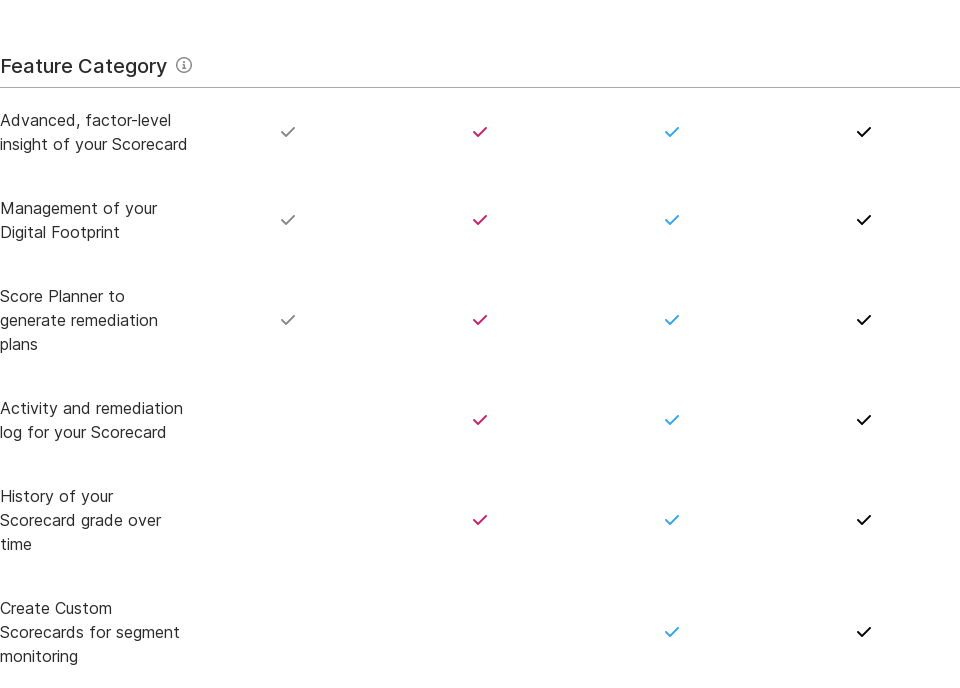 Feature Category
Advanced, factor-level
insight of your Scorecard
Management of your
Digital Footprint
Score Planner to
generate remediation
plans
Activity and remediation
log for your Scorecard
History of your
Scorecard grade over
time
Create Custom
Scorecards for segment
monitoring